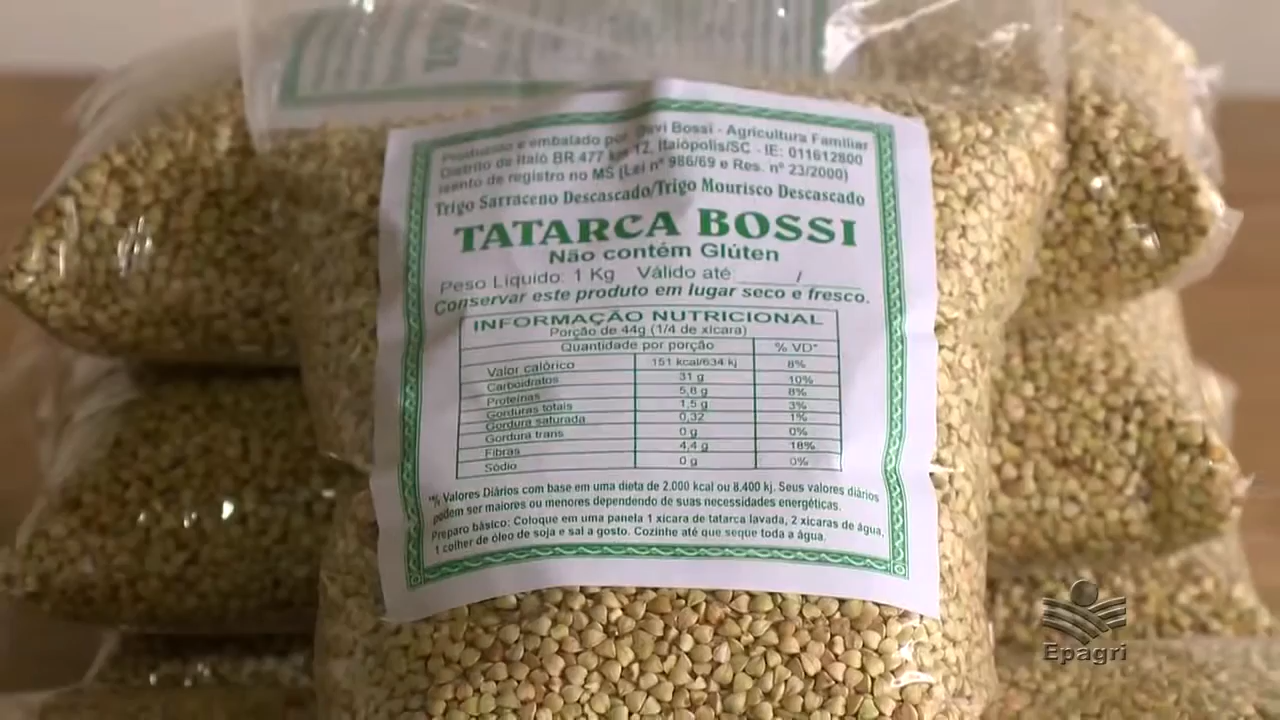 Produzido e embalado por: Davi Bossi - Agricultura Familiar
Distrito de Itaió BR 477 km 12, Itaiópolis/SC - IE: 011612800
isento de registro no MS (Lei nº 986/69 e Res. nº 23/2000)
Trigo Sarraceno Descascado/Trigo Mourisco Descascado
TATARCA BOSSI
Não contém Glúten
Peso Líquido: 1 Kg Válido até _____/______
Conservar este produto em lugar seco e fresco.
INFORMAÇÃO NUTRICIONAL
Porção de 44g (1/4 de xícara)
Quantidade por porção % VD*
Valor calórico 151 kcal/634 kj 8%
Carboidratos 31 g 10%
Proteínas 5,8 g 8%
Gorduras totais 1,5 g 3%
Gordura saturada 0,32 1%
Gordura trans 0 g 0%
Fibras 4,4 g 18%
Sódio 0 g 0%
*% Valores Diários com base em uma dieta de 2.000 kcal ou 8.400 kj. Seus valores diários
podem ser maiores ou menores dependendo de suas necessidades energéticas.
Preparo básico: Coloque em uma panela 1 xícara de tatarca lavada, 2 xícaras de água,
1 colher de óleo de soja e sal a gosto. Cozinhe até que seque toda a água.
Epagri